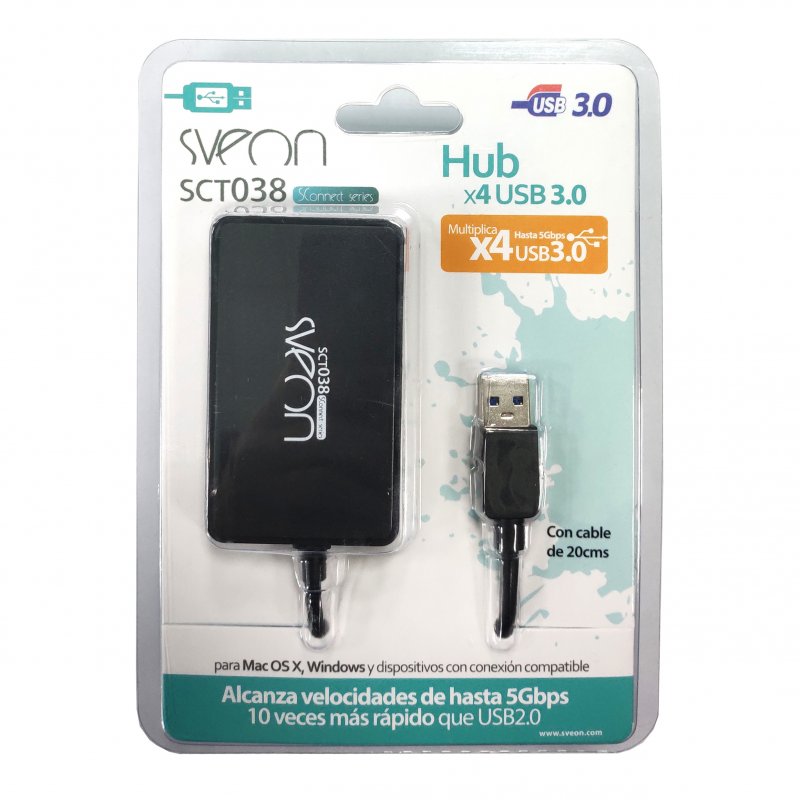 sveon
SCT038 SConnect series
USB 3.0
Hub
x4 USB 3.0
Multiplica
x4 Hasta 5Gbps
USB3.0
sveon
SCT038 SConnect series
Con cable
de 20cms
para Mac OS X, Windows y dispositivos con conexión compatible
Alcanza velocidades de hasta 5Gbps
10 veces más rápido que USB2.0
www.sveon.com